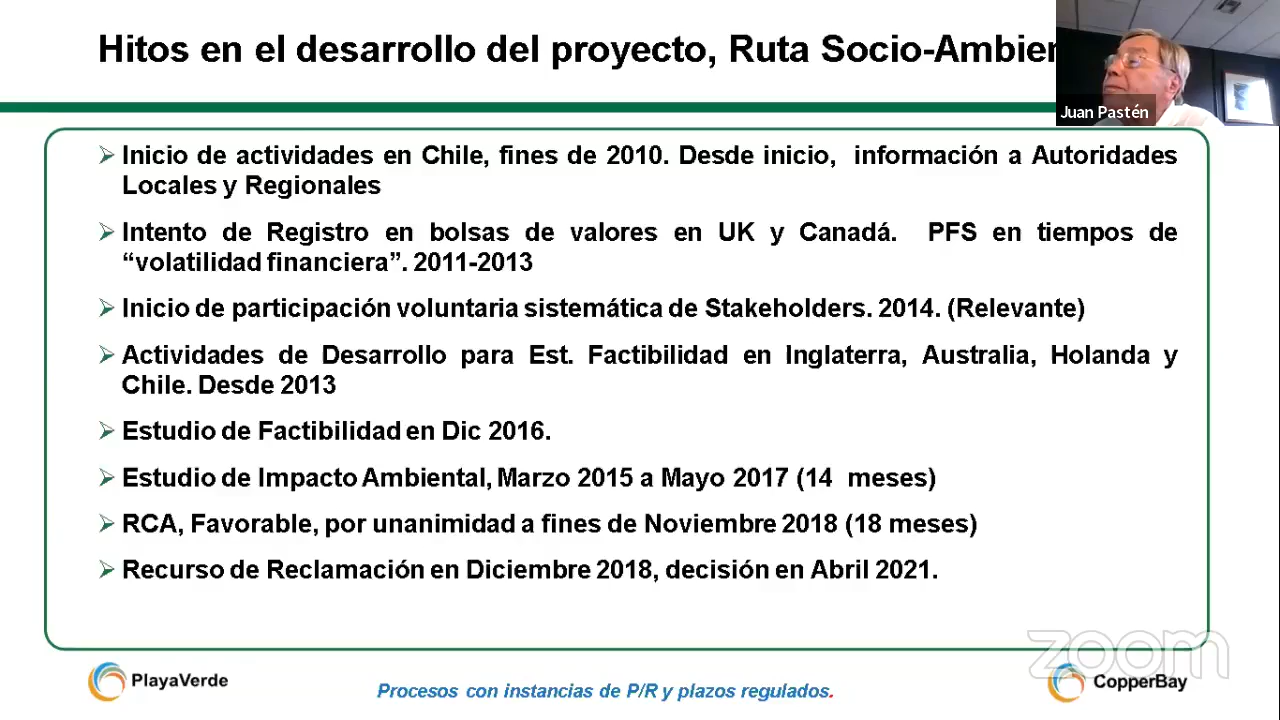 Hitos en el desarrollo del proyecto, Ruta Socio-Ambien
Juan Pastén
Inicio de actividades en Chile, fines de 2010. Desde inicio, información a Autoridades
Locales y Regionales
Intento de Registro en bolsas de valores en UK y Canadá. PFS en tiempos de
“volatilidad financiera”. 2011-2013
Inicio de participación voluntaria sistemática de Stakeholders. 2014. (Relevante)
Actividades de Desarrollo para Est. Factibilidad en Inglaterra, Australia, Holanda y
Chile. Desde 2013
Estudio de Factibilidad en Dic 2016.
Estudio de Impacto Ambiental, Marzo 2015 a Mayo 2017 (14 meses)
RCA, Favorable, por unanimidad a fines de Noviembre 2018 (18 meses)
Recurso de Reclamación en Diciembre 2018, decisión en Abril 2021.
zoom
PlayaVerde
Procesos con instancias de P/R y plazos regulados.
CopperBay